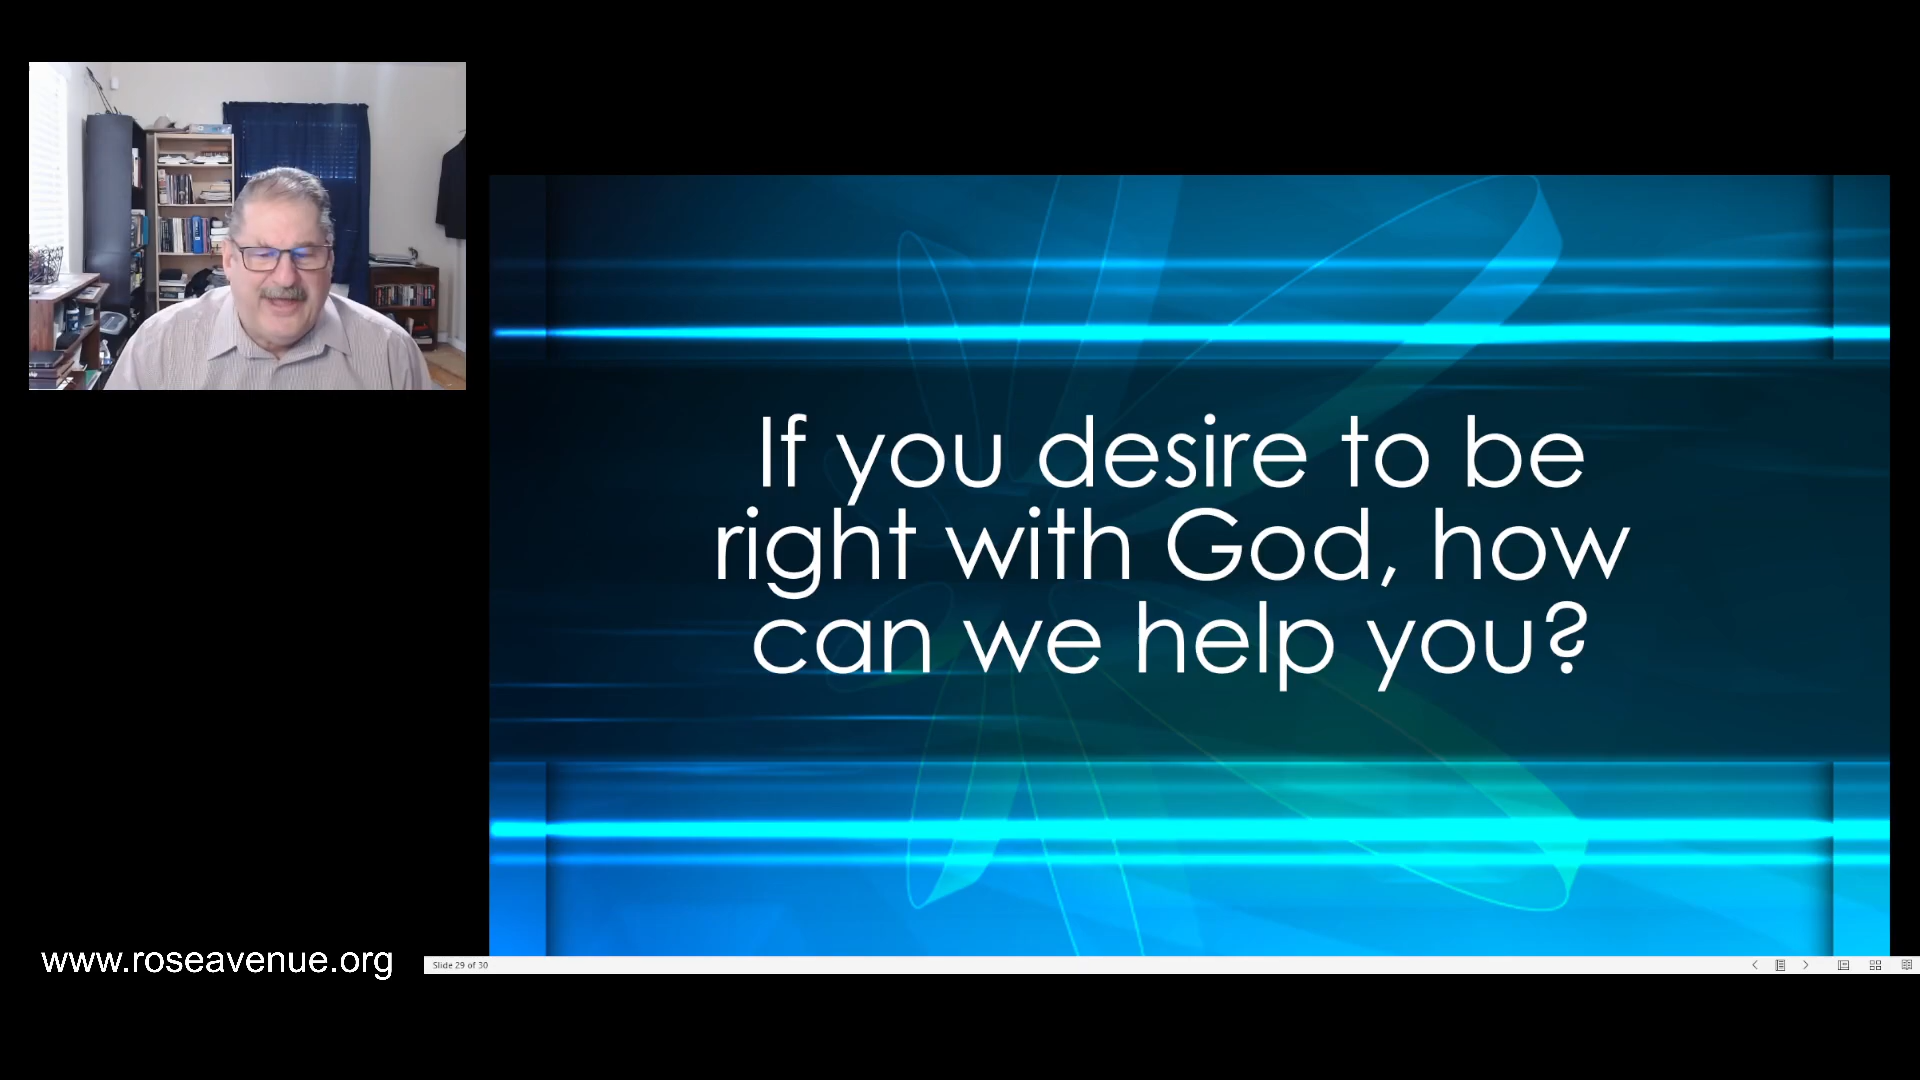 If you desire to be
right with God, how
can we help you?
www.roseavenue.org
Slide 29 of 30